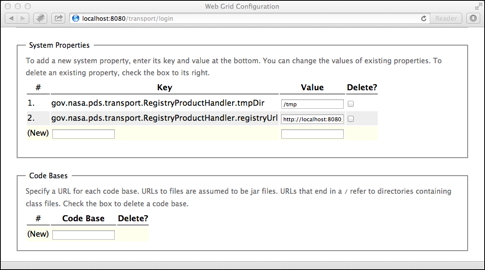 Web Grid Configuration
localhost:8080/transport/login
Reader
System Properties
To add a new system property, enter its key and value at the bottom. You can change the values of existing properties. To
delete an existing property, check the box to its right.
# Key Value Delete?
1. gov.nasa.pds.transport.RegistryProductHandler.tmpDir /tmp
2. gov.nasa.pds.transport.RegistryProductHandler.registryUrl http://localhost:8080
(New)
Code Bases
Specify a URL for each code base. URLs to files are assumed to be jar files. URLs that end in a / refer to directories containing
class files. Check the box to delete a code base.
# Code Base Delete?
(New)